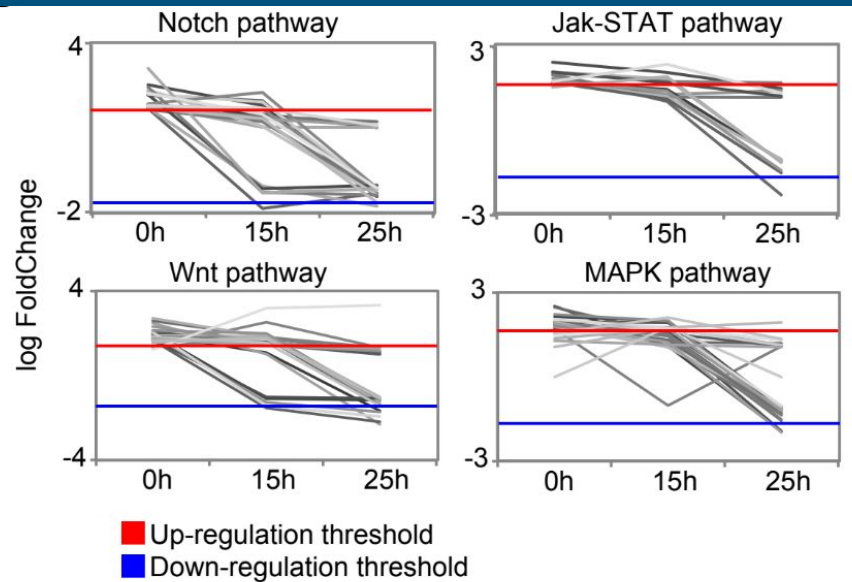 Notch pathway
Jak-STAT pathway
4
3
-2
-3
0h 15h 25h
0h 15h 25h
log FoldChange
Wnt pathway
MAPK pathway
4
3
-4
-3
0h 15h 25h
0h 15h 25h
Up-regulation threshold
Down-regulation threshold